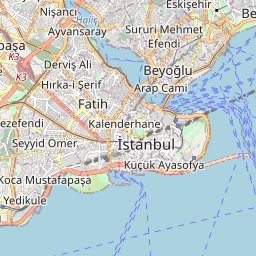 Nişancı
Eskişehir
Haliç
Be
Ayvansaray
Sururi Mehmet
Efendi
paşa
K3
Derviş Ali
Beyoğlu
K3
Hırka-i Şerif
Arap Cami
Fatih
ezefendi
Kalenderhane
Seyyid Ömer
İstanbul
Küçük Ayasofya
Koca Mustafapaşa
Yedikule